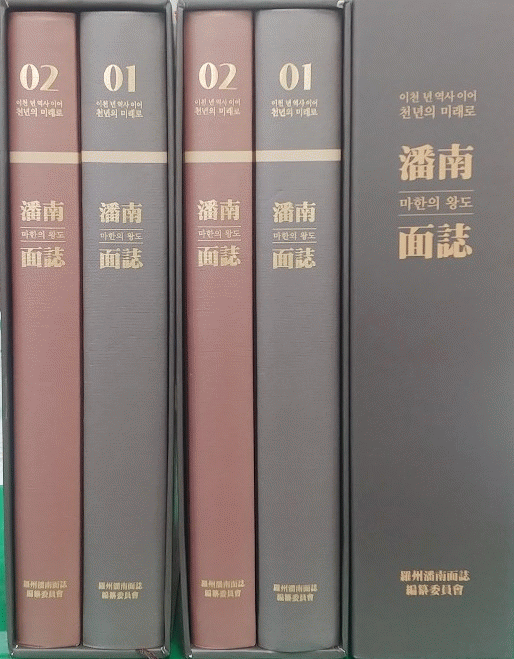 02
이천 년 역사 이어
천년의 미래로
潘南
마한의 왕도
面誌
羅州潘南面誌
編纂委員會
01
이천 년 역사 이어
천년의 미래로
潘南
마한의 왕도
面誌
羅州潘南面誌
編纂委員會
02
이천 년 역사 이어
천년의 미래로
潘南
마한의 왕도
面誌
羅州潘南面誌
編纂委員會
01
이천 년 역사 이어
천년의 미래로
潘南
마한의 왕도
面誌
羅州潘南面誌
編纂委員會
이천 년 역사 이어
천년의 미래로
潘南
마한의 왕도
面誌
羅州潘南面誌
編纂委員會